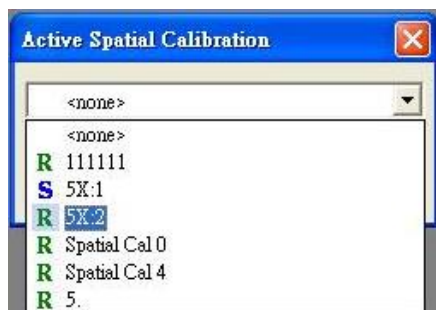 Active Spatial Calibration
<none>
<none>
R 111111
S 5X:1
R 5X:2
R Spatial Cal 0
R Spatial Cal 4
R 5.